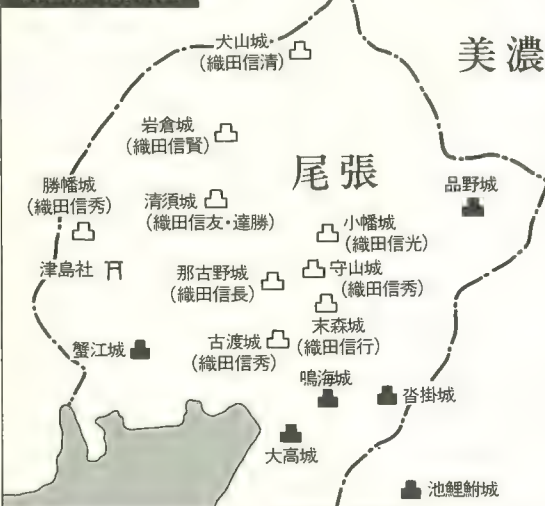 犬山城
(織田信清)
美濃
岩倉城
(織田信賢)
尾張
勝幡城
(織田信秀)
品野城
清須城
(織田信友・達勝)
小幡城
(織田信光)
津島社
那古野城
(織田信長)
守山城
(織田信秀)
末森城
(織田信行)
古渡城
(織田信秀)
蟹江城
鳴海城
沓掛城
大高城
池鯉鮒城